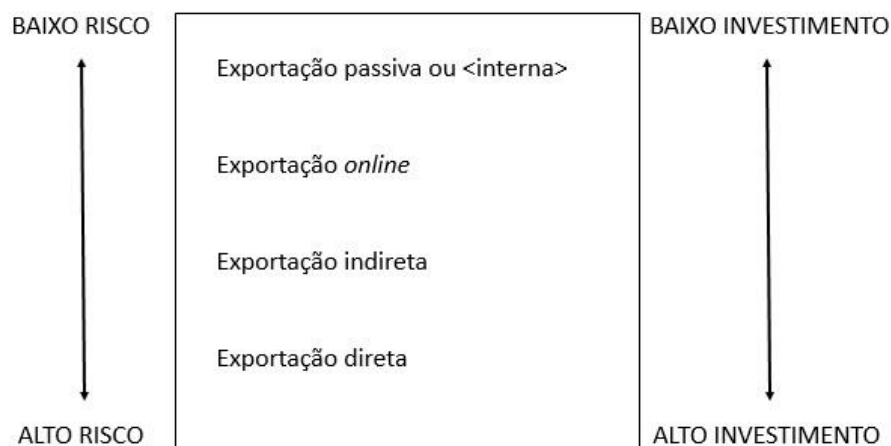 BAIXO RISCO
BAIXO INVESTIMENTO
Exportação passiva ou <interna>
Exportação online
Exportação indireta
Exportação direta
ALTO RISCO
ALTO INVESTIMENTO